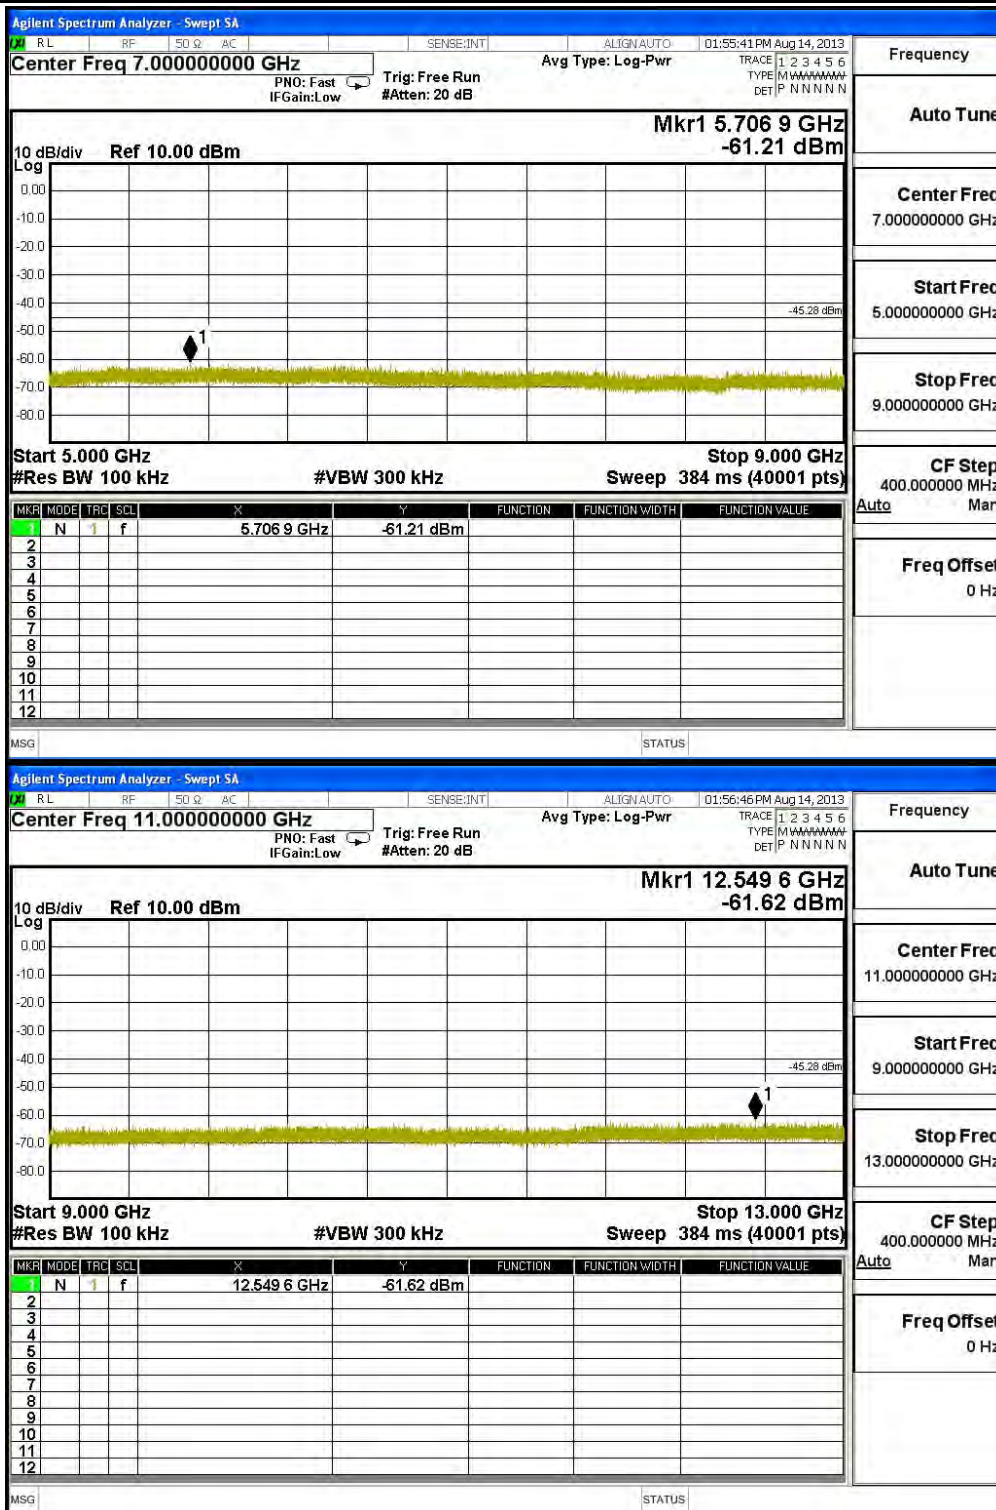 Agilent Spectrum Analyzer - Swept SA
RL RF 50 Ω AC SENSE:INT ALIGN AUTO 01:55:41 PM Aug 14, 2013
Center Freq 7.000000000 GHz
PNO: Fast
IFGain:Low
Trig: Free Run
#Atten: 20 dB
Avg Type: Log-Pwr
TRACE 1 2 3 4 5 6
TYPE M
DET P N N N N N
Mkr1 5.706 9 GHz
-61.21 dBm
10 dB/div Ref 10.00 dBm
Log
0.00
-10.0
-20.0
-30.0
-40.0
-45.28 dBm
-50.0
1
-60.0
-70.0
-80.0
Start 5.000 GHz Stop 9.000 GHz
#Res BW 100 kHz #VBW 300 kHz Sweep 384 ms (40001 pts)
MKR MODE TRC SCL X Y FUNCTION FUNCTION WIDTH FUNCTION VALUE
1 N 1 f 5.706 9 GHz -61.21 dBm
2
3
4
5
6
7
8
9
10
11
12
MSG STATUS
Frequency
Auto Tune
Center Freq
7.000000000 GHz
Start Freq
5.000000000 GHz
Stop Freq
9.000000000 GHz
CF Step
400.000000 MHz
Auto Man
Freq Offset
0 Hz
Agilent Spectrum Analyzer - Swept SA
RL RF 50 Ω AC SENSE:INT ALIGN AUTO 01:56:46 PM Aug 14, 2013
Center Freq 11.000000000 GHz
PNO: Fast
IFGain:Low
Trig: Free Run
#Atten: 20 dB
Avg Type: Log-Pwr
TRACE 1 2 3 4 5 6
TYPE M
DET P N N N N N
Mkr1 12.549 6 GHz
-61.62 dBm
10 dB/div Ref 10.00 dBm
Log
0.00
-10.0
-20.0
-30.0
-40.0
-45.28 dBm
-50.0
1
-60.0
-70.0
-80.0
Start 9.000 GHz Stop 13.000 GHz
#Res BW 100 kHz #VBW 300 kHz Sweep 384 ms (40001 pts)
MKR MODE TRC SCL X Y FUNCTION FUNCTION WIDTH FUNCTION VALUE
1 N 1 f 12.549 6 GHz -61.62 dBm
2
3
4
5
6
7
8
9
10
11
12
MSG STATUS
Frequency
Auto Tune
Center Freq
11.000000000 GHz
Start Freq
9.000000000 GHz
Stop Freq
13.000000000 GHz
CF Step
400.000000 MHz
Auto Man
Freq Offset
0 Hz